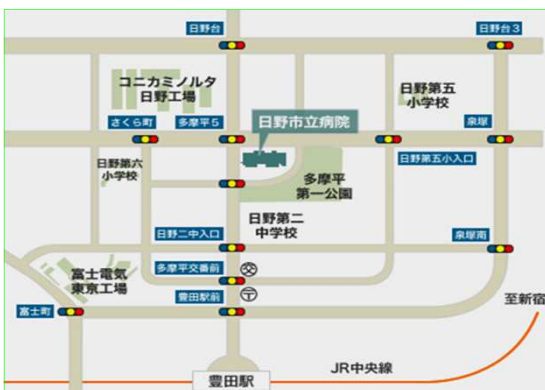 日野台
日野台3
コニカミノルタ
日野工場
日野第五
小学校
さくら町
多摩平5
日野市立病院
泉塚
日野第五小入口
日野第六
小学校
多摩平
第一公園
日野第二
中学校
日野二中入口
泉塚南
多摩平交番前
富士電気
東京工場
豊田駅前
富士町
至新宿
JR中央線
豊田駅